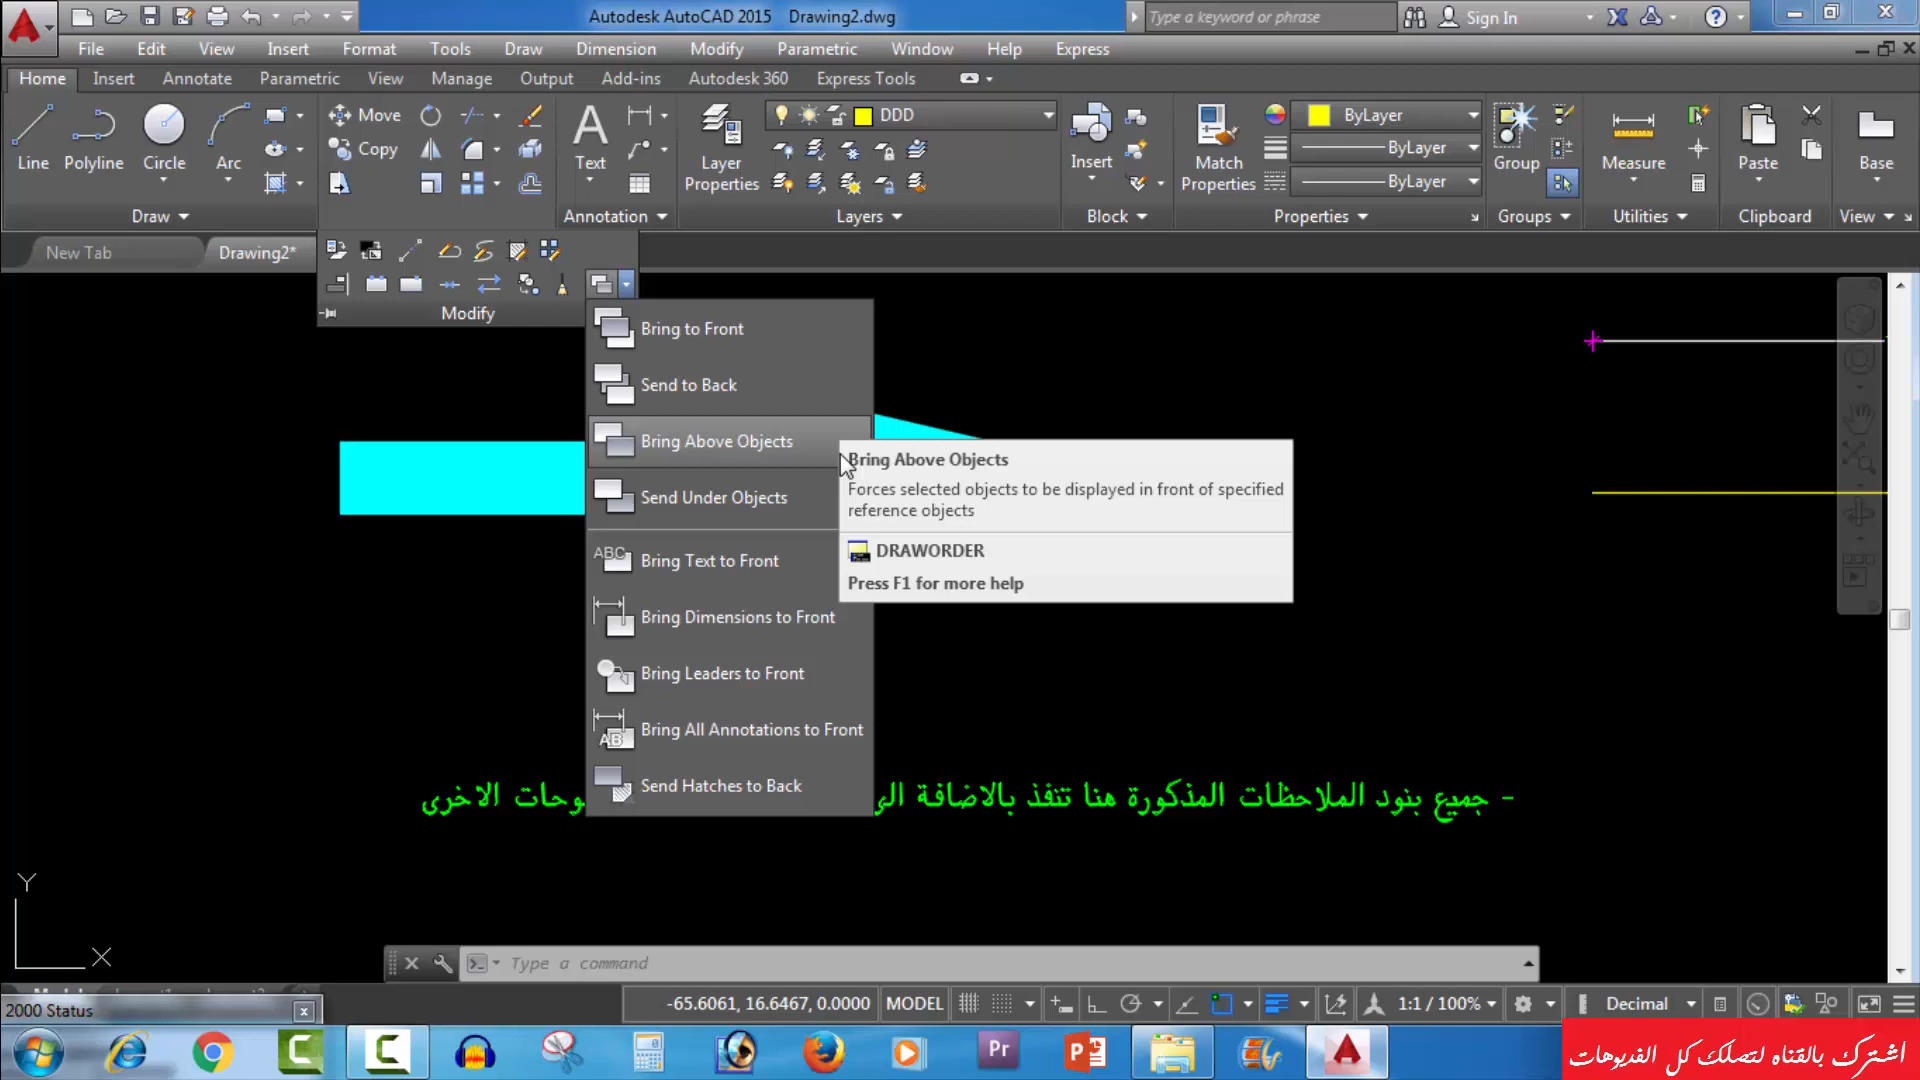 Autodesk AutoCAD 2015 Drawing2.dwg
Type a keyword or phrase
Sign In
File Edit View Insert Format Tools Draw Dimension Modify Parametric Window Help Express
Home Insert Annotate Parametric View Manage Output Add-ins Autodesk 360 Express Tools
Line Polyline Circle Arc
Move
Copy
Text
Layer Properties
DDD
Insert
Match Properties
ByLayer
ByLayer
ByLayer
Group
Measure
Paste
Base
Draw Annotation Layers Block Properties Groups Utilities Clipboard View
New Tab Drawing2*
Modify
Bring to Front
Send to Back
Bring Above Objects
Send Under Objects
ABC
Bring Text to Front
Bring Dimensions to Front
Bring Leaders to Front
AB
Bring All Annotations to Front
Send Hatches to Back
Bring Above Objects
Forces selected objects to be displayed in front of specified
reference objects
DRAWORDER
Press F1 for more help
- جميع بنود الملاحظات المذكورة هنا تنفذ بالاضافة الاخرى
Y
X
Type a command
2000 Status
-65.6061, 16.6467, 0.0000 MODEL 1:1 / 100% Decimal
Pr
اشترك بالقناه لتصلك كل الفديوهات